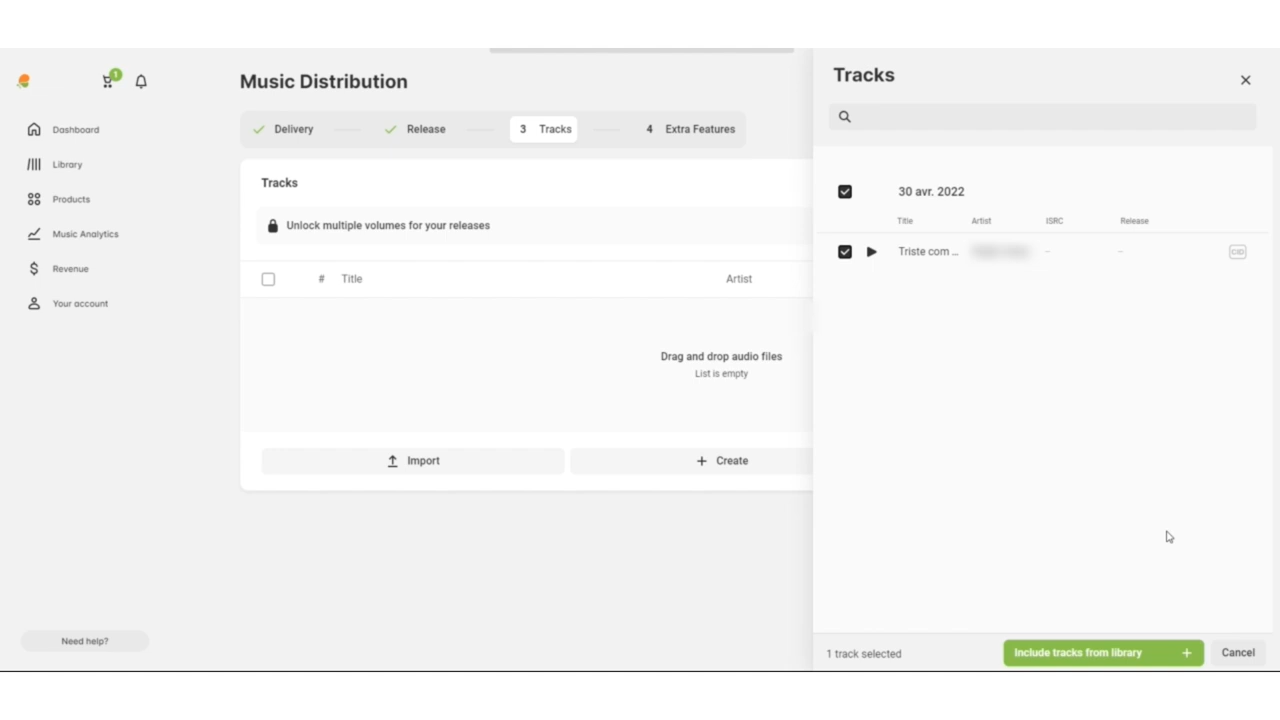 1
Music Distribution
Delivery
Release
3 Tracks
4 Extra Features
Dashboard
Library
Products
Music Analytics
Revenue
Your account
Need help?
Tracks
Unlock multiple volumes for your releases
# Title Artist
Drag and drop audio files
List is empty
Import
+ Create
Tracks
30 avr. 2022
Title Artist ISRC Release
Triste com ... – – CID
1 track selected
Include tracks from library +
Cancel